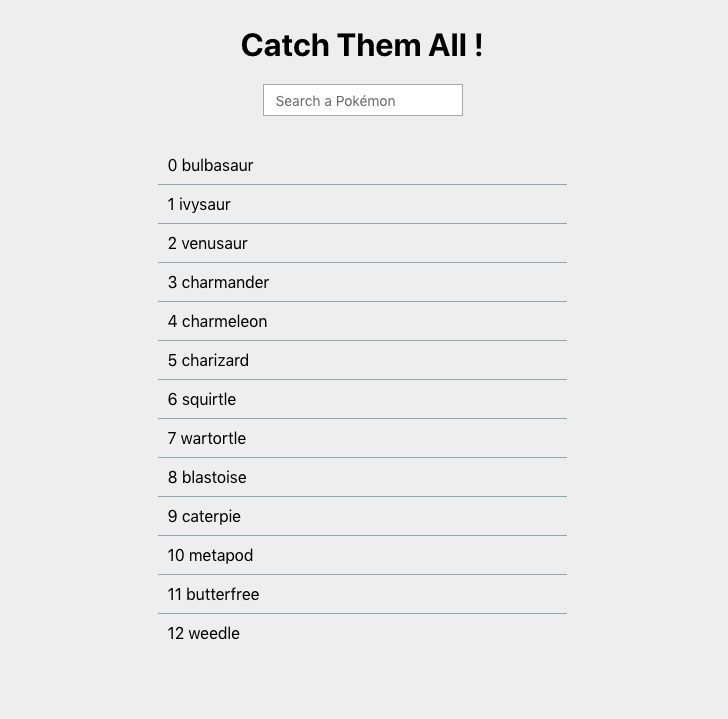 Catch Them All !
Search a Pokémon
0 bulbasaur
1 ivysaur
2 venusaur
3 charmander
4 charmeleon
5 charizard
6 squirtle
7 wartortle
8 blastoise
9 caterpie
10 metapod
11 butterfree
12 weedle